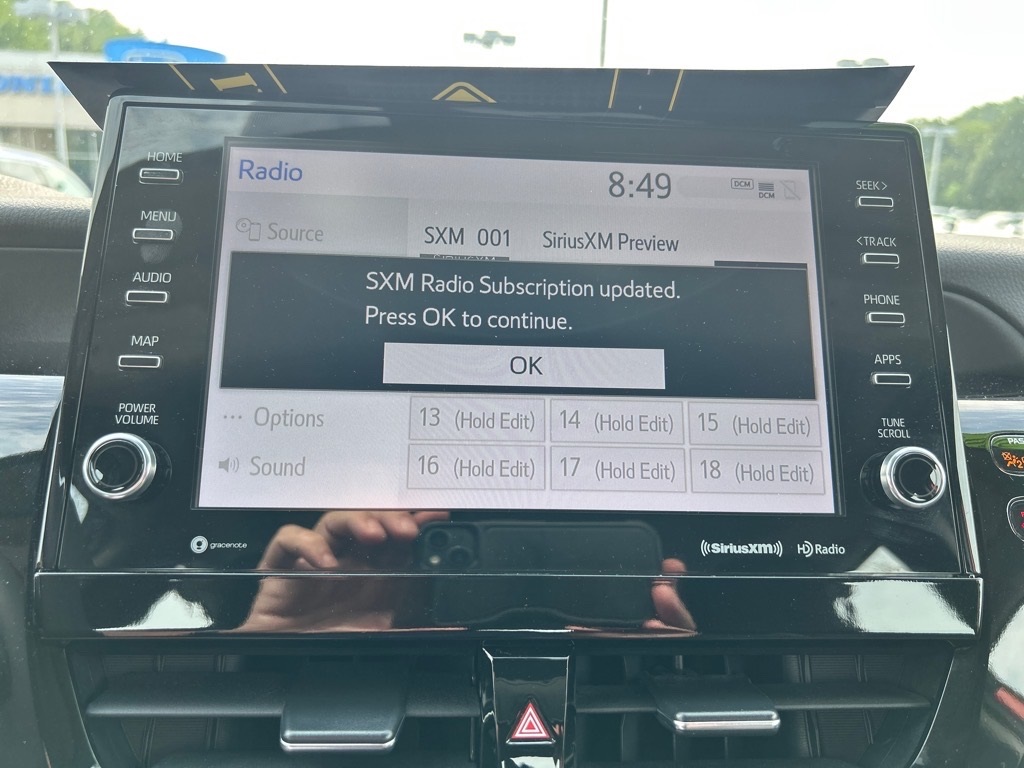 HOME
MENU
AUDIO
MAP
POWER
VOLUME
Radio
8:49
DCM
DCM
Source
SXM 001
SiriusXM Preview
SXM Radio Subscription updated.
Press OK to continue.
OK
Options
13 (Hold Edit)
14 (Hold Edit)
15 (Hold Edit)
Sound
16 (Hold Edit)
17 (Hold Edit)
18 (Hold Edit)
SEEK>
<TRACK
PHONE
APPS
TUNE
SCROLL
gracenote
SiriusXM
HD Radio